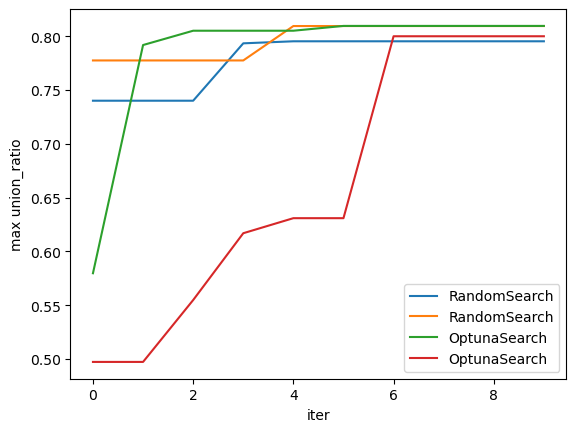 max union_ratio
0.80
0.75
0.70
0.65
0.60
0.55
0.50
0
2
4
6
8
iter
RandomSearch
RandomSearch
OptunaSearch
OptunaSearch